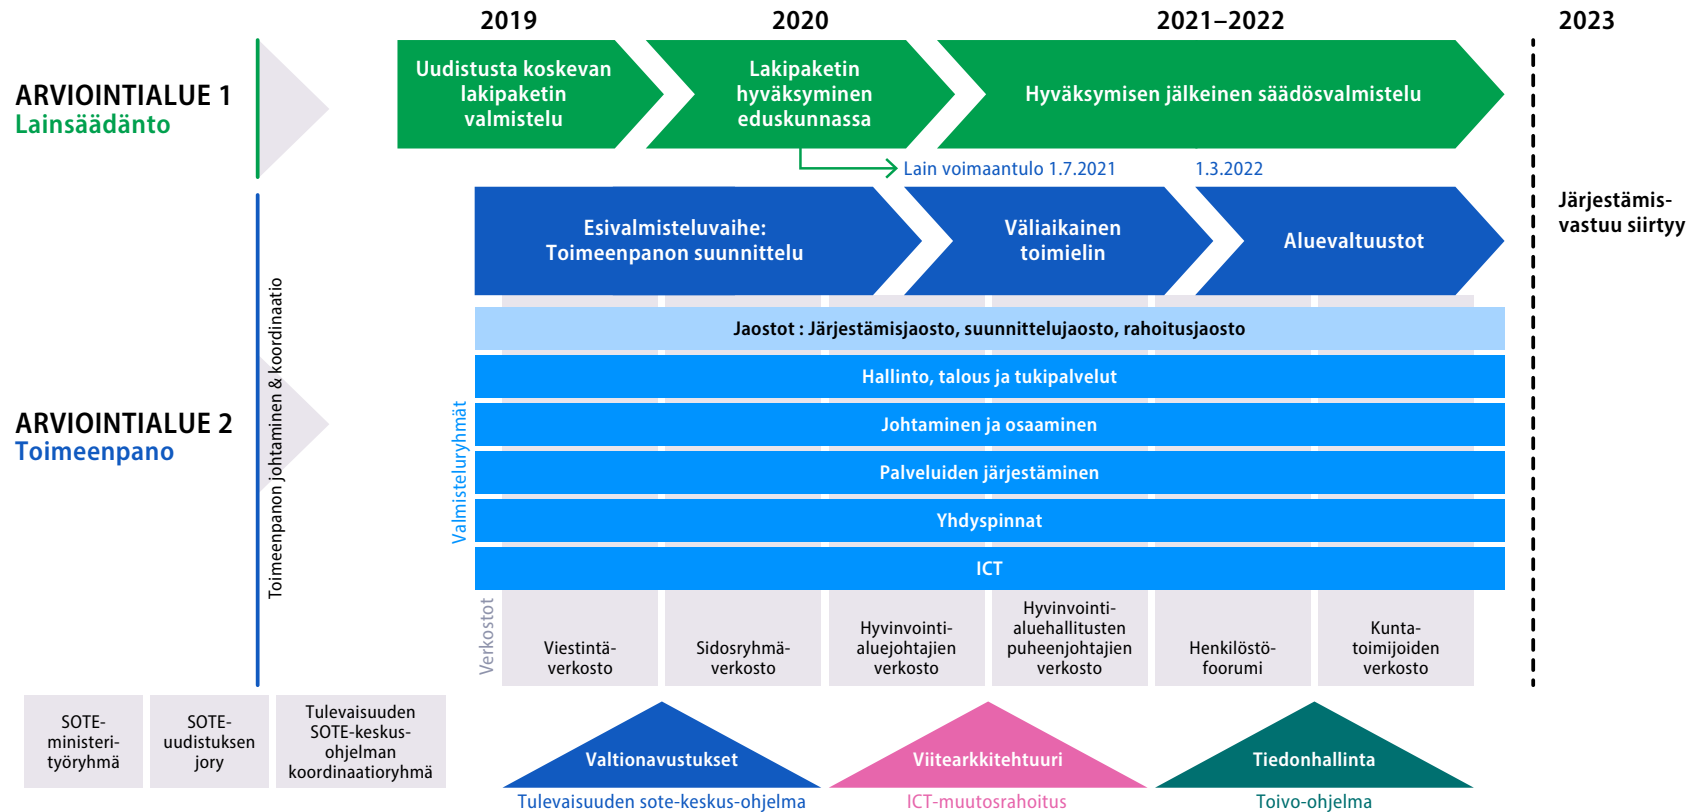 2019
2020
2021–2022
2023
ARVIOINTIALUE 1
Lainsäädäntö
Uudistusta koskevan
lakipaketin
valmistelu
Lakipaketin
hyväksyminen
eduskunnassa
Hyväksymisen jälkeinen säädösvalmistelu
Lain voimaantulo 1.7.2021
1.3.2022
Järjestämis-
vastuu siirtyy
ARVIOINTIALUE 2
Toimeenpano
Toimeenpanon johtaminen & koordinaatio
Esivalmisteluvaihe:
Toimeenpanon suunnittelu
Väliaikainen
toimielin
Aluevaltuustot
Jaostot : Järjestämisjaosto, suunnittelujaosto, rahoitusjaosto
Valmisteluryhmät
Hallinto, talous ja tukipalvelut
Johtaminen ja osaaminen
Palveluiden järjestäminen
Yhdyspinnat
ICT
Verkostot
Viestintä-
verkosto
Sidosryhmä-
verkosto
Hyvinvointi-
aluejohtajien
verkosto
Hyvinvointi-
aluehallitusten
puheenjohtajien
verkosto
Henkilöstö-
foorumi
Kunta-
toimijoiden
verkosto
SOTE-
ministeri-
työryhmä
SOTE-
uudistuksen
jory
Tulevaisuuden
SOTE-keskus-
ohjelman
koordinaatioryhmä
Valtionavustukset
Tulevaisuuden sote-keskus-ohjelma
Viitearkkitehtuuri
ICT-muutosrahoitus
Tiedonhallinta
Toivo-ohjelma